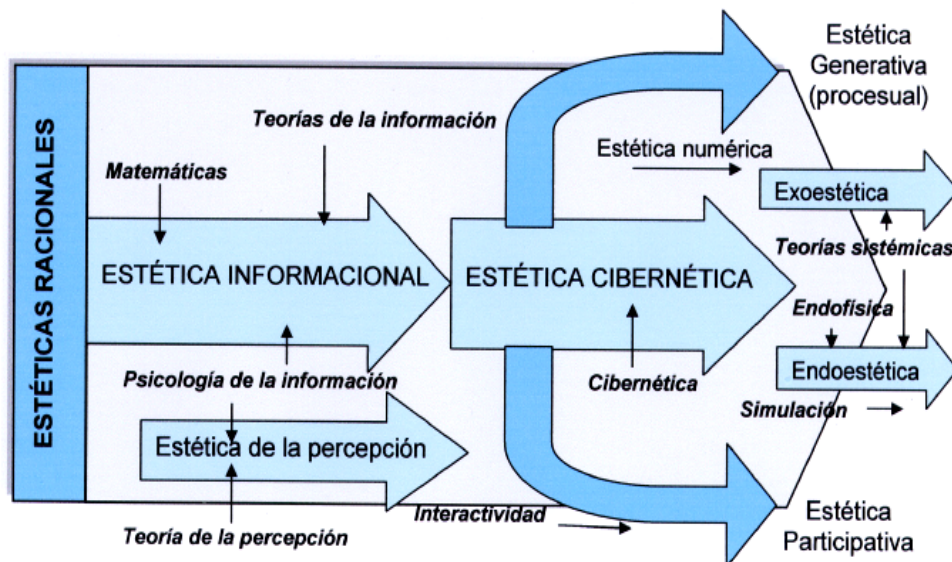 ESTÉTICAS RACIONALES
Estética
Generativa
(procesual)
Teorías de la información
Estética numérica
Matemáticas
Exoestética
Teorías sistémicas
ESTÉTICA INFORMACIONAL
ESTÉTICA CIBERNÉTICA
Endofísica
Psicología de la información
Cibernética
Endoestética
Simulación
Estética de la percepción
Interactividad
Teoría de la percepción
Estética
Participativa